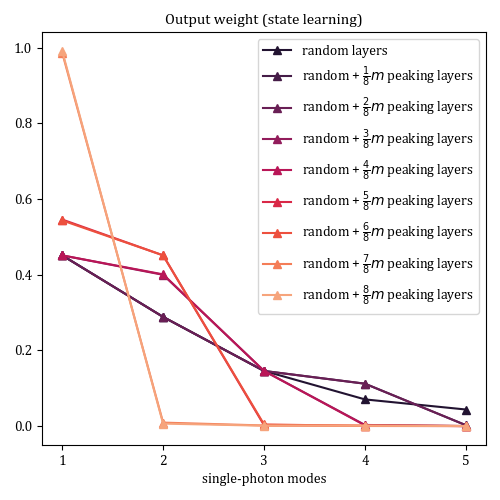 Output weight (state learning)
1.0
0.8
0.6
0.4
0.2
0.0
random layers
random + 1/8 m peaking layers
random + 2/8 m peaking layers
random + 3/8 m peaking layers
random + 4/8 m peaking layers
random + 5/8 m peaking layers
random + 6/8 m peaking layers
random + 7/8 m peaking layers
random + 8/8 m peaking layers
1 2 3 4 5
single-photon modes